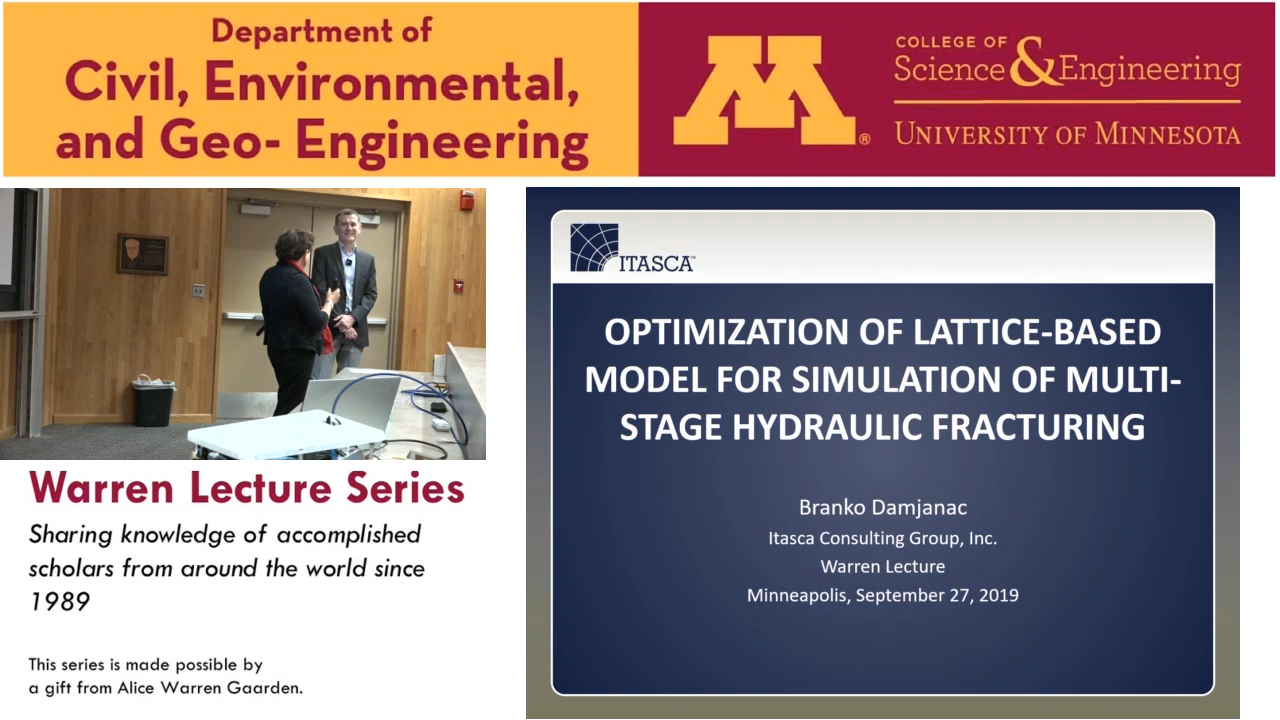 Department of
Civil, Environmental,
and Geo- Engineering
M
®
COLLEGE OF
Science & Engineering
UNIVERSITY OF MINNESOTA
Warren Lecture Series
Sharing knowledge of accomplished
scholars from around the world since
1989
This series is made possible by
a gift from Alice Warren Gaarden.
ITASCA™
OPTIMIZATION OF LATTICE-BASED
MODEL FOR SIMULATION OF MULTI-
STAGE HYDRAULIC FRACTURING
Branko Damjanac
Itasca Consulting Group, Inc.
Warren Lecture
Minneapolis, September 27, 2019